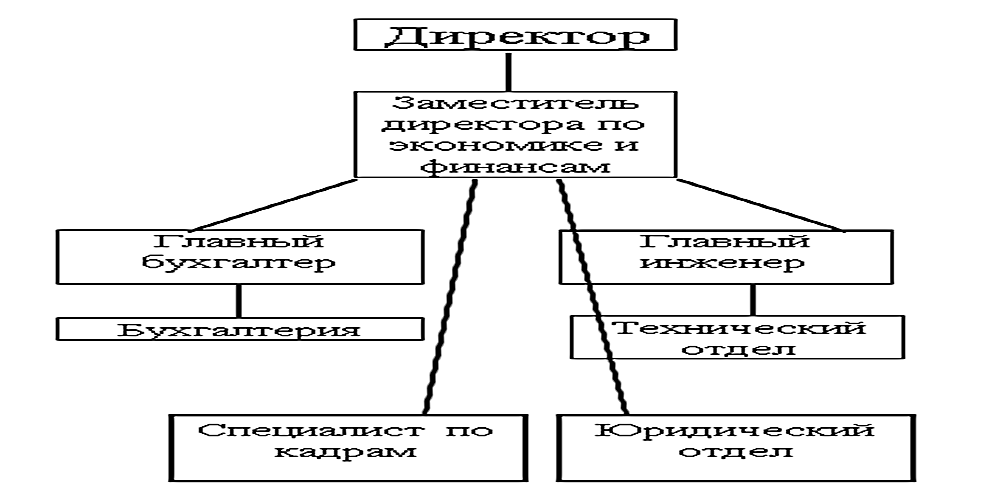 Директор
Заместитель
директора по
экономике и
финансам
Главный
бухгалтер
Главный
инженер
Бухгалтерия
Технический
отдел
Специалист по
кадрам
Юридический
отдел